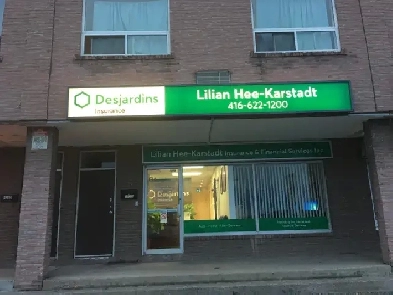 Desjardins
Insurance
Lilian Hee-Karstadt
416-622-1200
Lilian Hee-Karstadt Insurance & Financial Services Inc
Desjardins